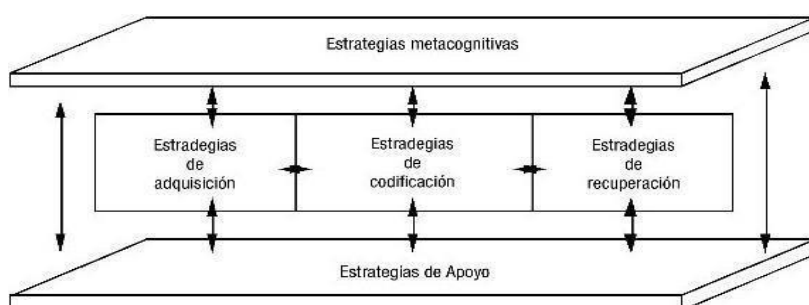 Estrategias metacognitivas
Estradegias
de
adquisición
Estradegias
de
codificación
Estradegias
de
recuperación
Estrategias de Apoyo